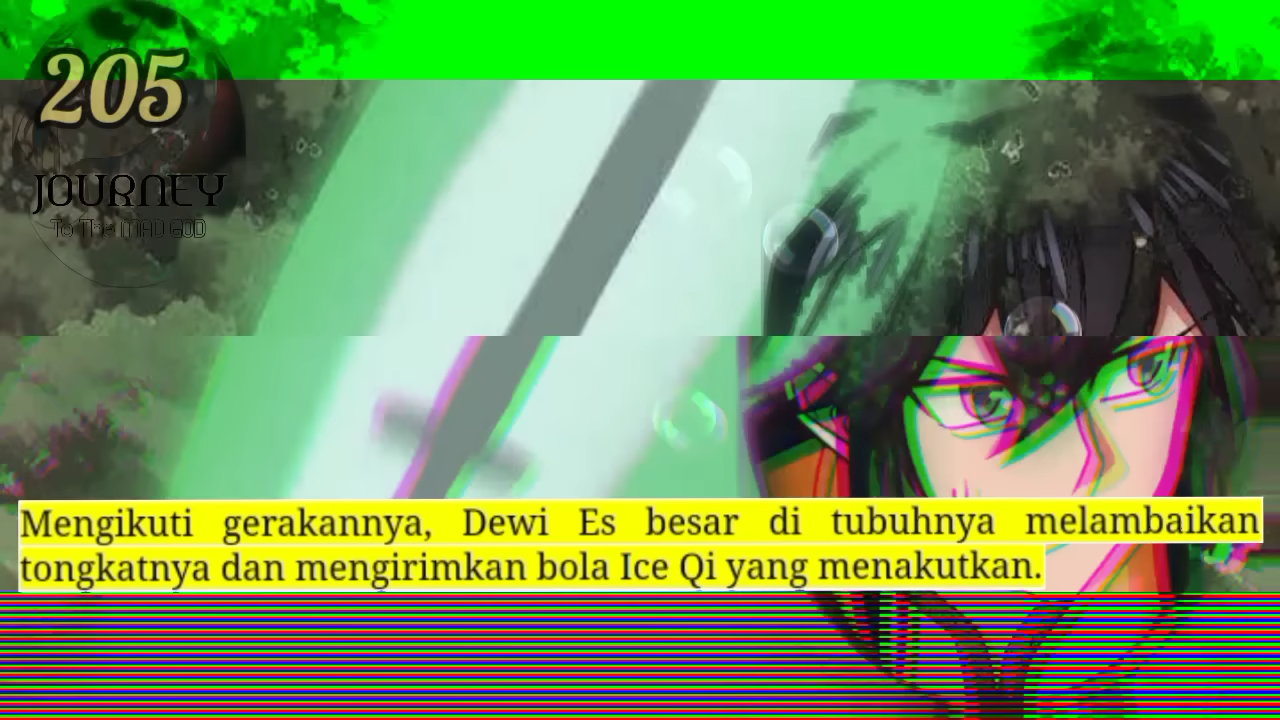 205
JOURNEY
To The MAD GOD
Mengikuti gerakannya, Dewi Es besar di tubuhnya melambaikan
tongkatnya dan mengirimkan bola Ice Qi yang menakutkan.